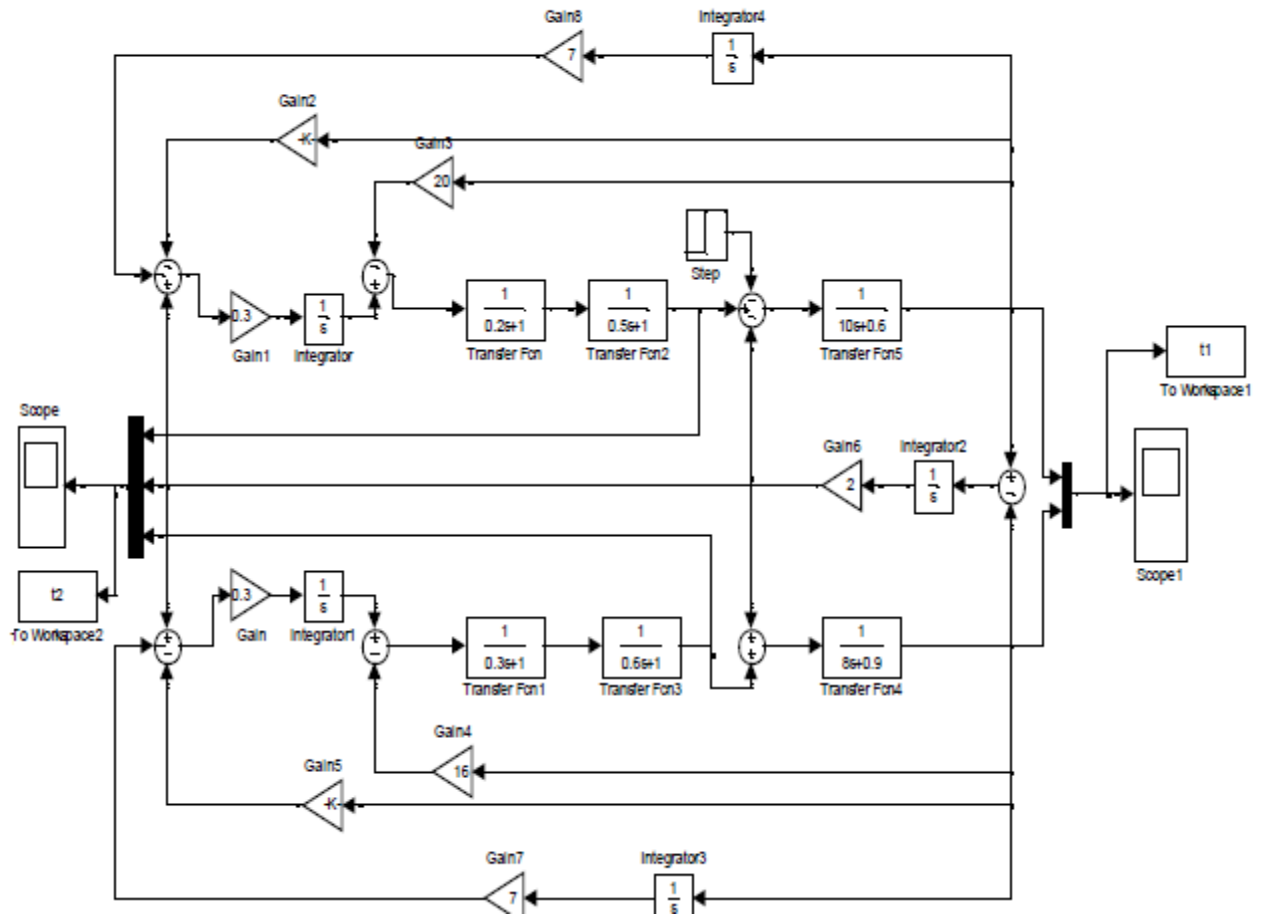 Gain8
Integrator4
7
1
s
Gain2
-K-
Gain3
20
Step
0.3
Gain1
1
s
Integrator
1
0.2s+1
Transfer Fcn
1
0.5s+1
Transfer Fcn2
1
10s+0.6
Transfer Fcn5
t1
To Workspace1
Scope
Gain6
Integrator2
2
1
s
Scope1
t2
To Workspace2
0.3
Gain
1
s
Integrator1
1
0.3s+1
Transfer Fcn1
1
0.6s+1
Transfer Fcn3
1
8s+0.9
Transfer Fcn4
Gain4
16
Gain5
-K-
Gain7
Integrator3
7
1
s